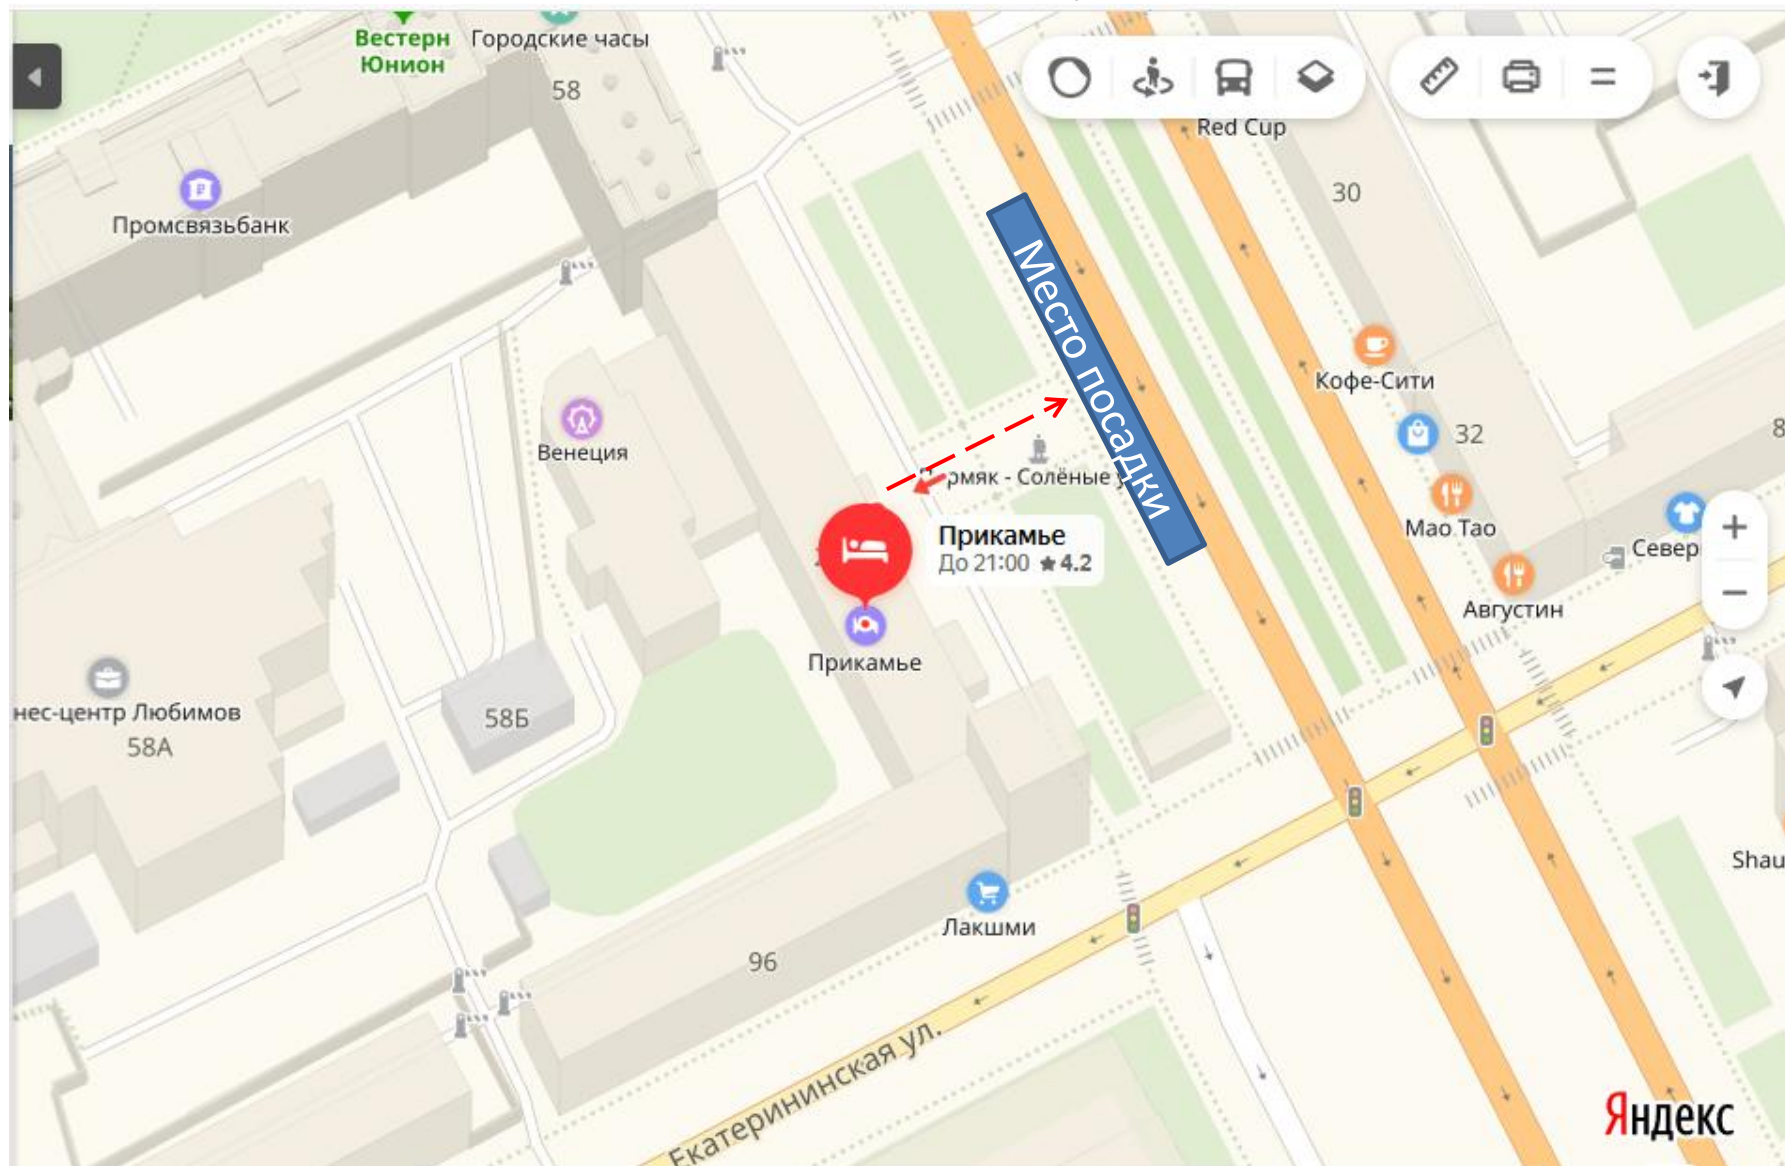 Вестерн
Юнион
Городские часы
58
Red Cup
30
Промсвязьбанк
Место посадки
Кофе-Сити
32
8
Венеция
Солёные
Прикамье
До 21:00 ★4.2
Мао Тао
Север
Августин
Прикамье
нес-центр Любимов
58А
58Б
Shau
Лакшми
96
Екатерининская ул.
Яндекс